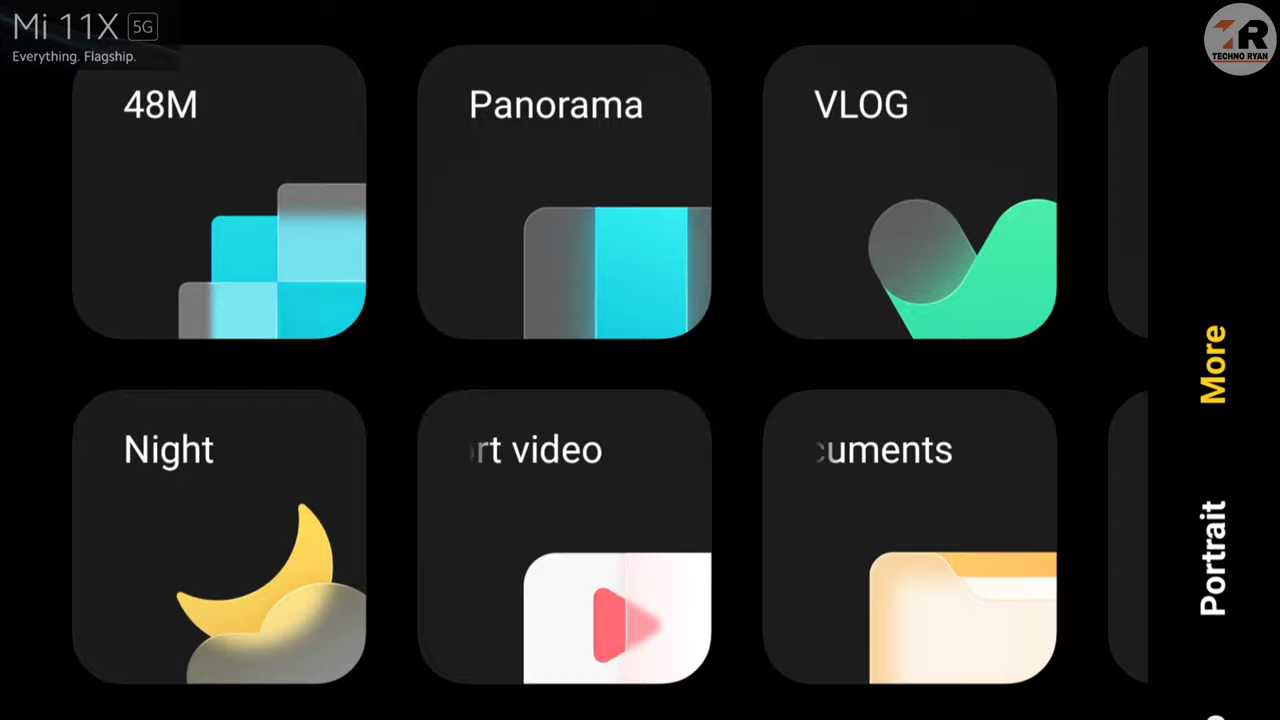 Mi 11X 5G
Everything. Flagship.
TR
TECHNO RYAN
48M
Panorama
VLOG
Night
rt video
cuments
More
Portrait